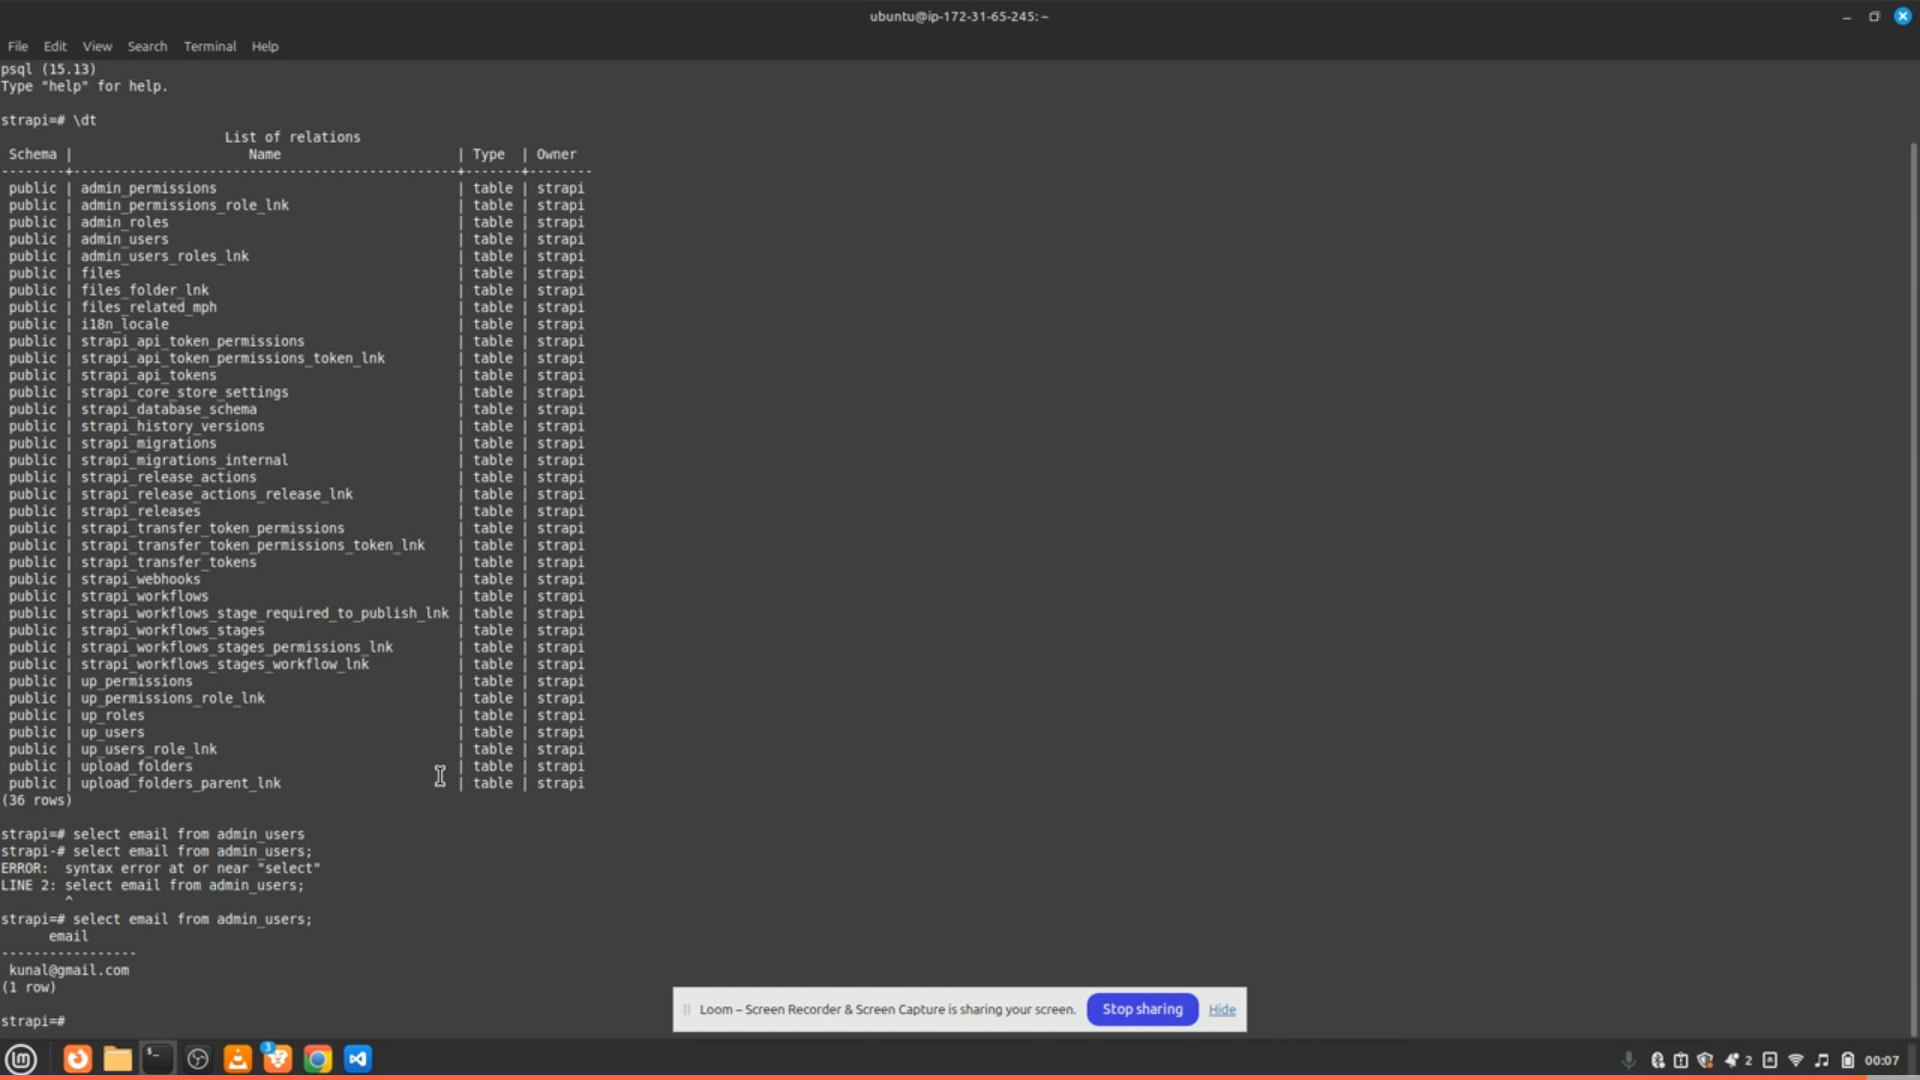 ubuntu@ip-172-31-65-245: ~
File Edit View Search Terminal Help
psql (15.13)
Type "help" for help.
strapi=# \dt
List of relations
Schema | Name | Type | Owner
--------+-----------------------------------------------+-------+--------
public | admin_permissions | table | strapi
public | admin_permissions_role_lnk | table | strapi
public | admin_roles | table | strapi
public | admin_users | table | strapi
public | admin_users_roles_lnk | table | strapi
public | files | table | strapi
public | files_folder_lnk | table | strapi
public | files_related_mph | table | strapi
public | i18n_locale | table | strapi
public | strapi_api_token_permissions | table | strapi
public | strapi_api_token_permissions_token_lnk | table | strapi
public | strapi_api_tokens | table | strapi
public | strapi_core_store_settings | table | strapi
public | strapi_database_schema | table | strapi
public | strapi_history_versions | table | strapi
public | strapi_migrations | table | strapi
public | strapi_migrations_internal | table | strapi
public | strapi_release_actions | table | strapi
public | strapi_release_actions_release_lnk | table | strapi
public | strapi_releases | table | strapi
public | strapi_transfer_token_permissions | table | strapi
public | strapi_transfer_token_permissions_token_lnk | table | strapi
public | strapi_transfer_tokens | table | strapi
public | strapi_webhooks | table | strapi
public | strapi_workflows | table | strapi
public | strapi_workflows_stage_required_to_publish_lnk | table | strapi
public | strapi_workflows_stages | table | strapi
public | strapi_workflows_stages_permissions_lnk | table | strapi
public | strapi_workflows_stages_workflow_lnk | table | strapi
public | up_permissions | table | strapi
public | up_permissions_role_lnk | table | strapi
public | up_roles | table | strapi
public | up_users | table | strapi
public | up_users_role_lnk | table | strapi
public | upload_folders | table | strapi
public | upload_folders_parent_lnk | table | strapi
(36 rows)
strapi=# select email from admin_users
strapi-# select email from admin_users;
ERROR: syntax error at or near "select"
LINE 2: select email from admin_users;
^
strapi=# select email from admin_users;
email
-----------------
kunal@gmail.com
(1 row)
strapi=#
Loom – Screen Recorder & Screen Capture is sharing your screen. Stop sharing Hide
3
2
00:07